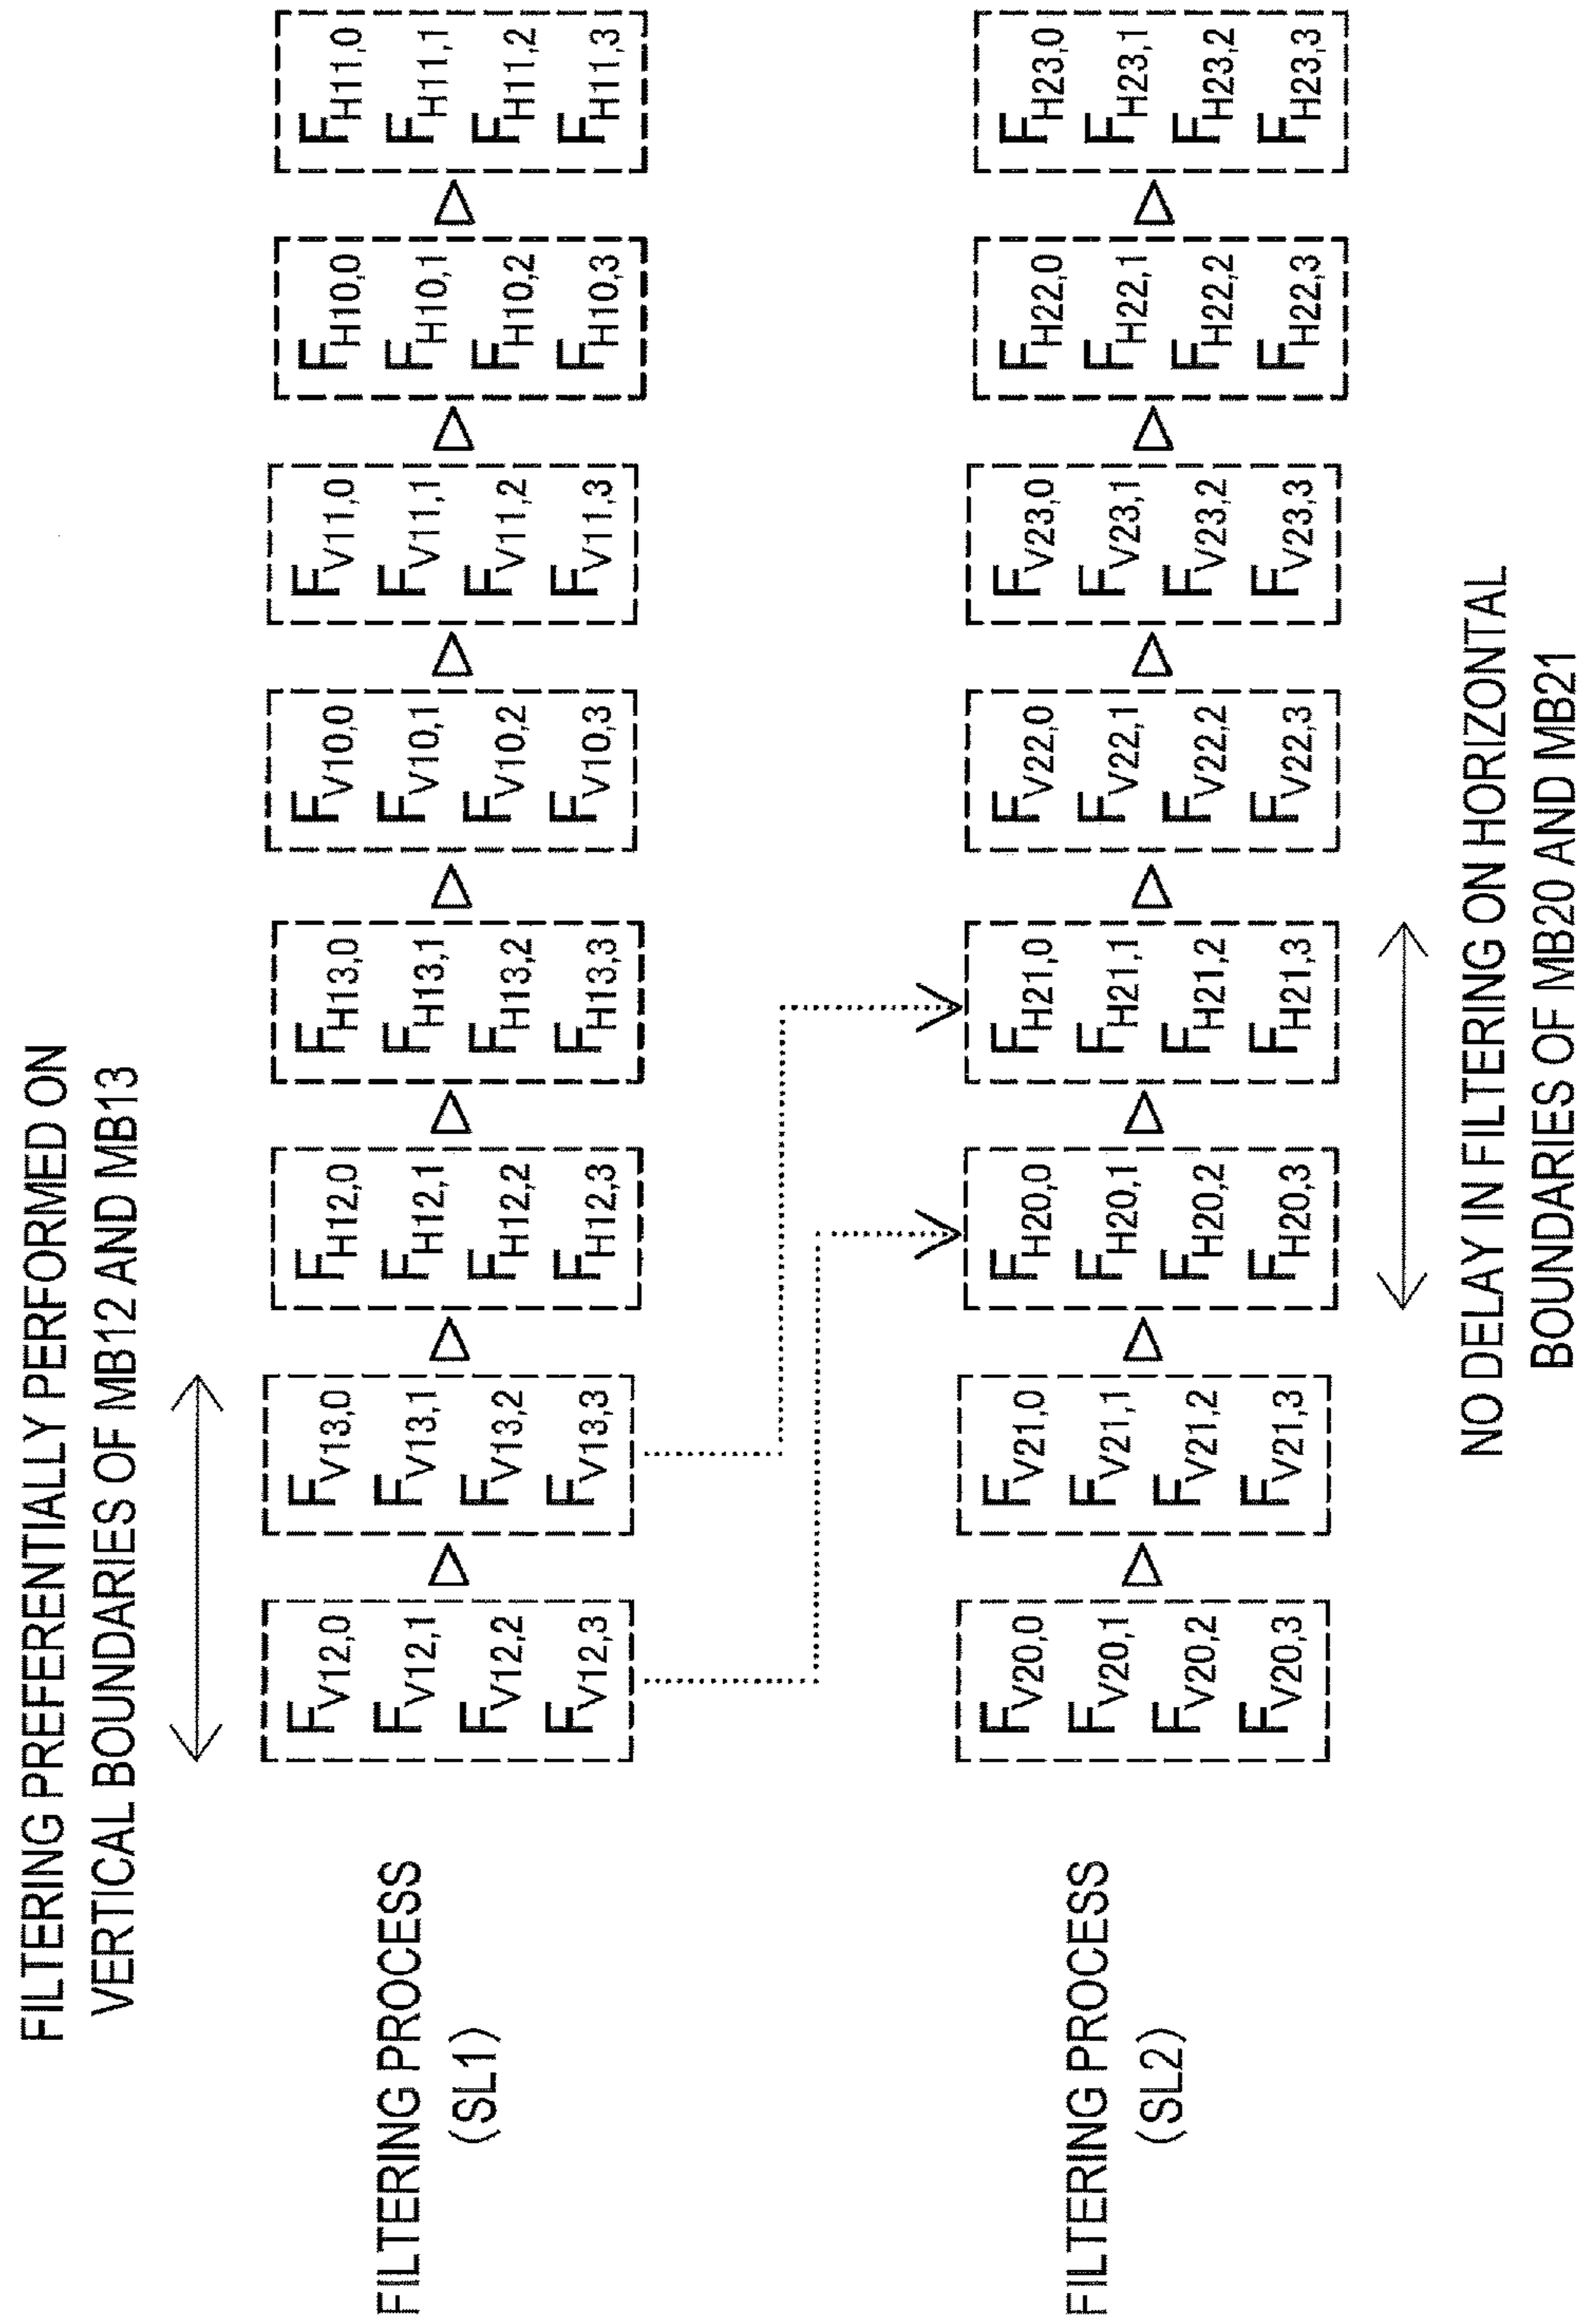 FILTERING PREFERENTIALLY PERFORMED ON
VERTICAL BOUNDARIES OF MB12 AND MB13
FILTERING PROCESS
(SL1)
FV12,0 FV13,0 FH12,0 FH13,0 FV10,0 FV11,0 FH10,0 FH11,0
FV12,1 FV13,1 FH12,1 FH13,1 FV10,1 FV11,1 FH10,1 FH11,1
FV12,2 FV13,2 FH12,2 FH13,2 FV10,2 FV11,2 FH10,2 FH11,2
FV12,3 FV13,3 FH12,3 FH13,3 FV10,3 FV11,3 FH10,3 FH11,3
FILTERING PROCESS
(SL2)
FV20,0 FV21,0 FH20,0 FH21,0 FV22,0 FV23,0 FH22,0 FH23,0
FV20,1 FV21,1 FH20,1 FH21,1 FV22,1 FV23,1 FH22,1 FH23,1
FV20,2 FV21,2 FH20,2 FH21,2 FV22,2 FV23,2 FH22,2 FH23,2
FV20,3 FV21,3 FH20,3 FH21,3 FV22,3 FV23,3 FH22,3 FH23,3
NO DELAY IN FILTERING ON HORIZONTAL
BOUNDARIES OF MB20 AND MB21